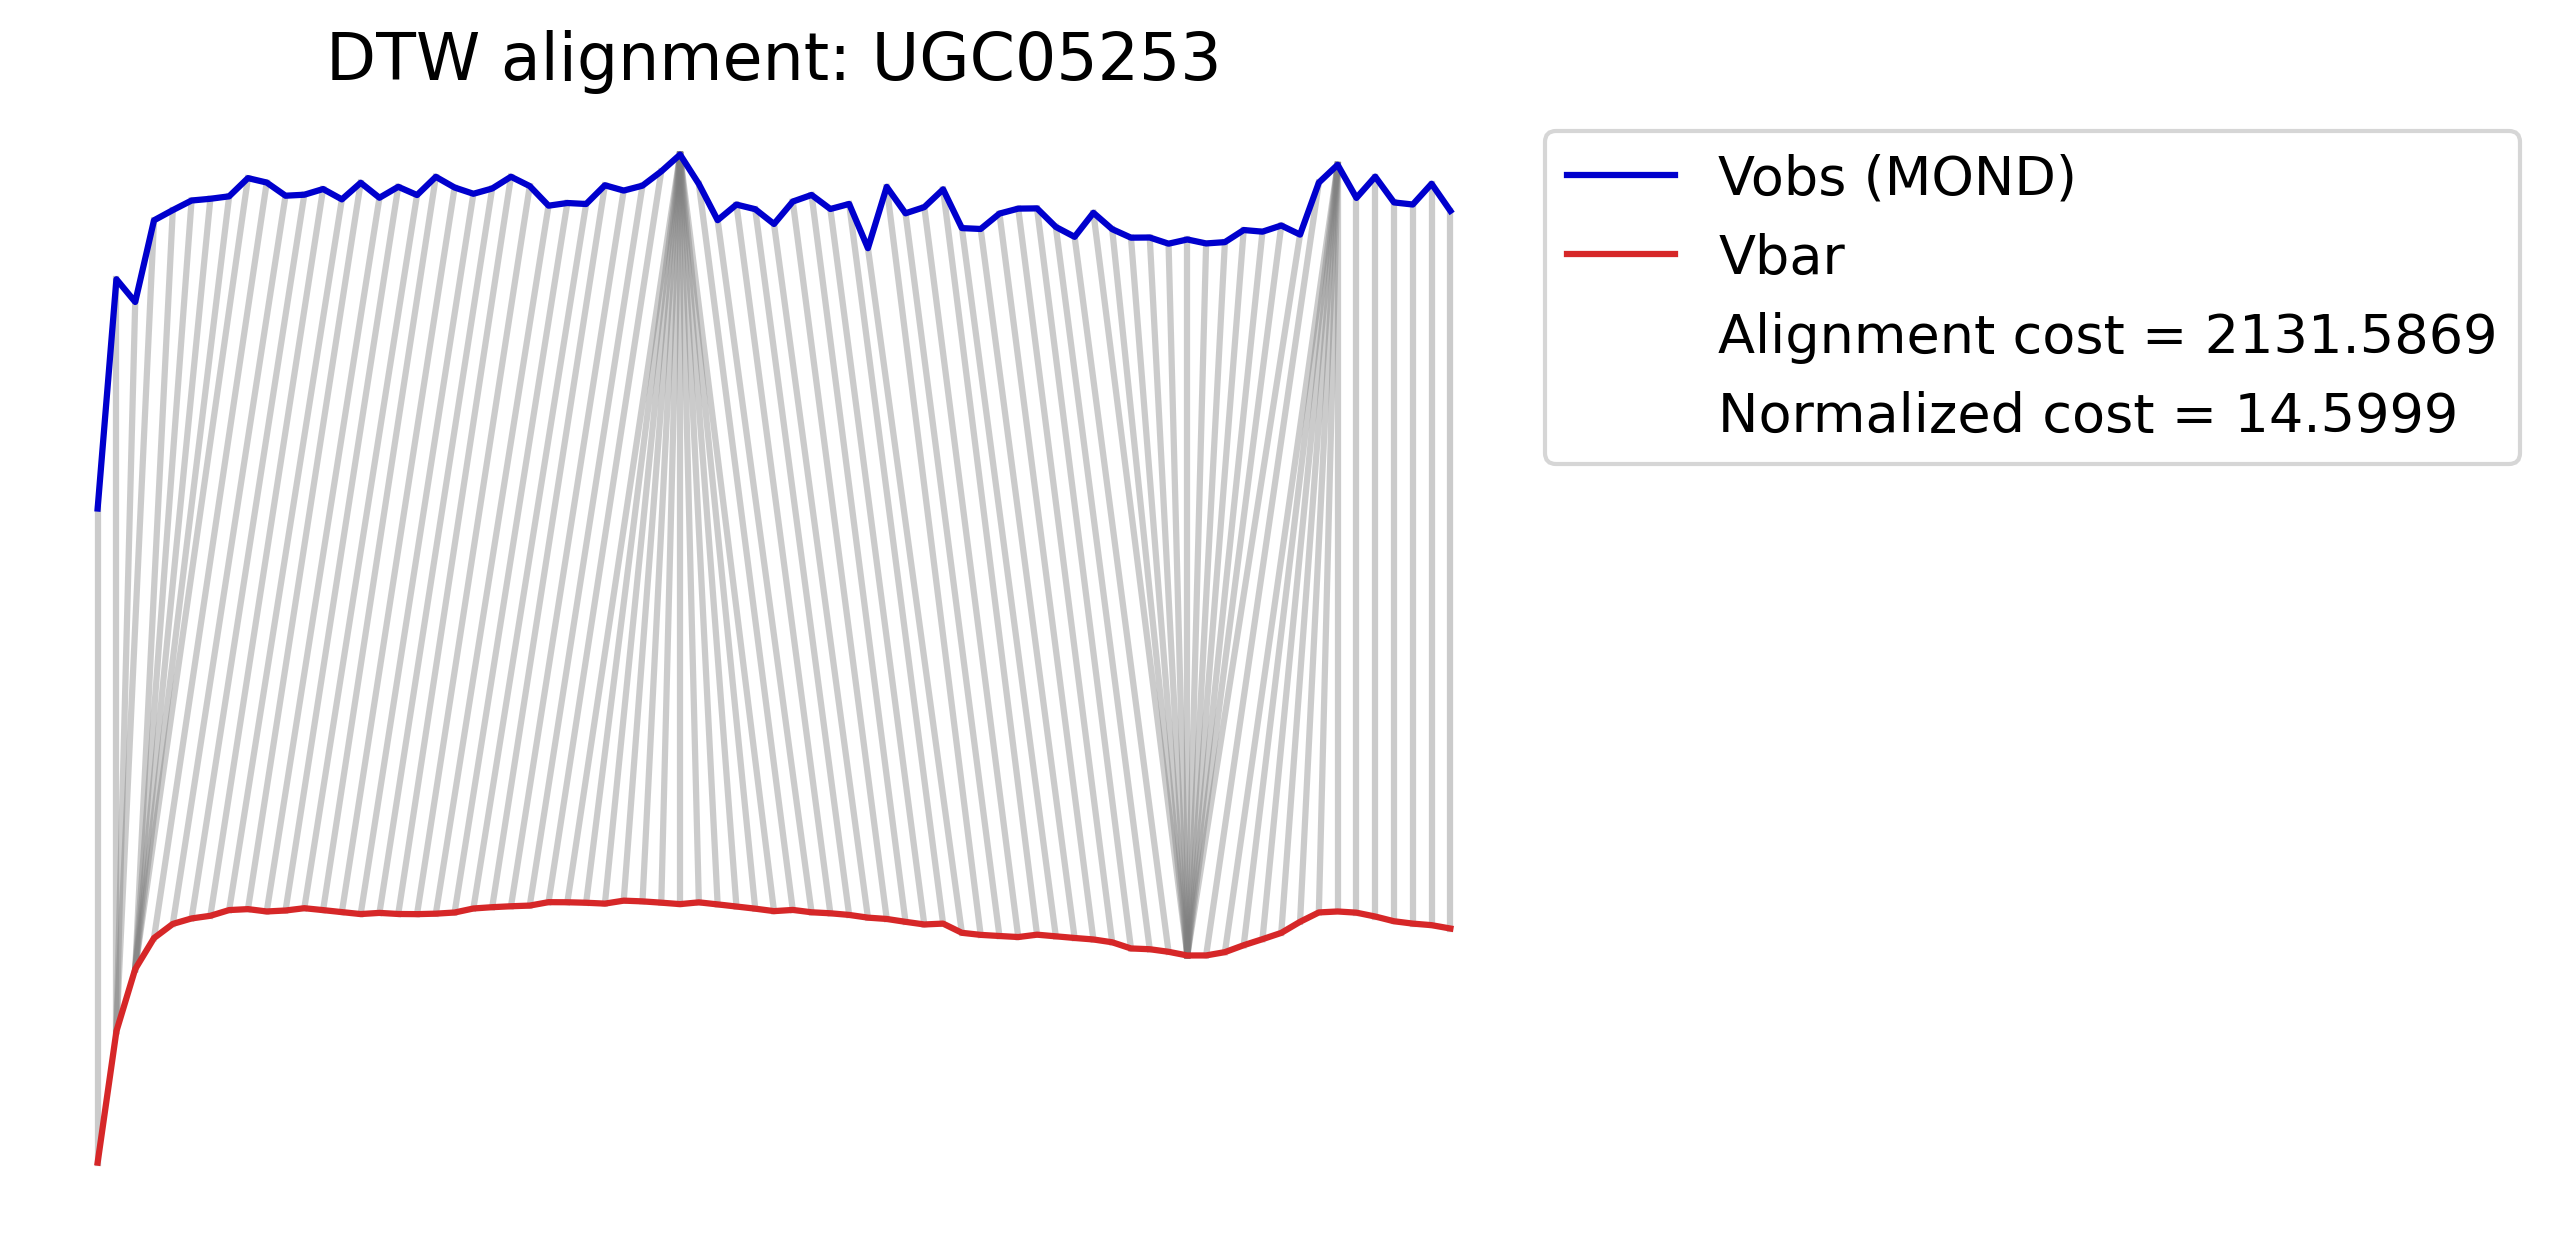 DTW alignment: UGC05253
Vobs (MOND)
Vbar
Alignment cost = 2131.5869
Normalized cost = 14.5999